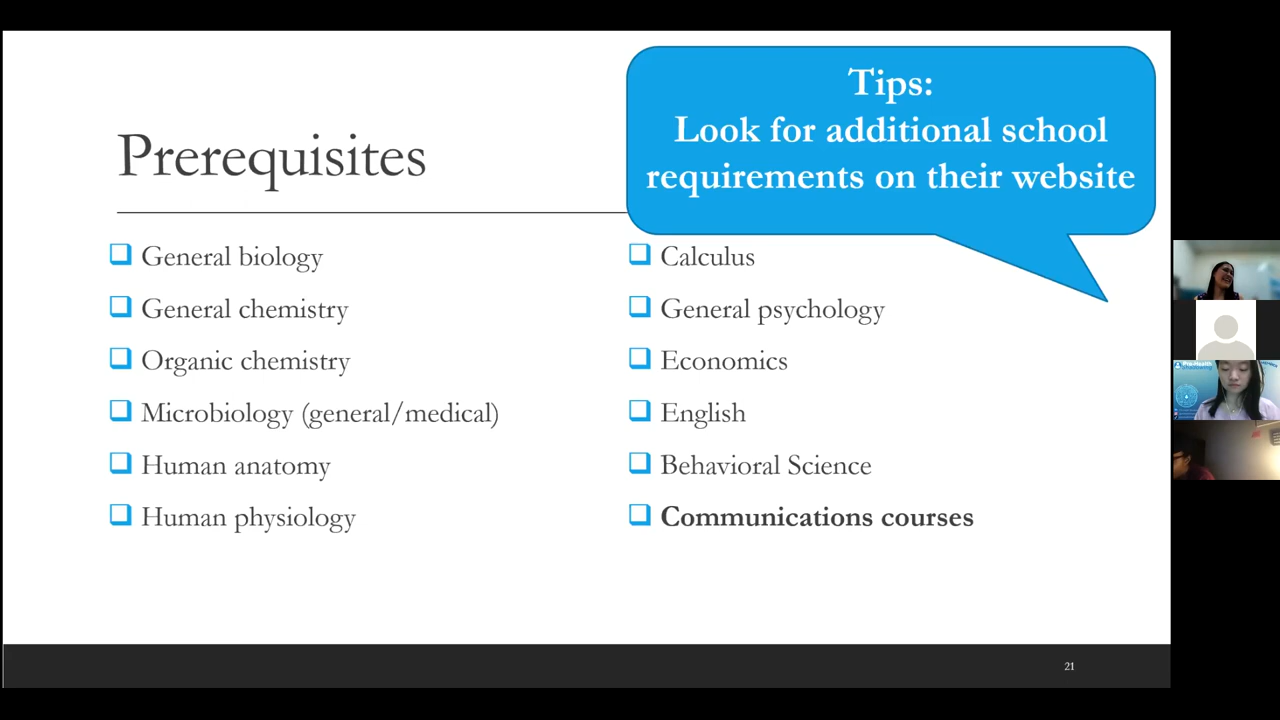 Prerequisites
Tips:
Look for additional school
requirements on their website
General biology
General chemistry
Organic chemistry
Microbiology (general/medical)
Human anatomy
Human physiology
Calculus
General psychology
Economics
English
Behavioral Science
Communications courses
21